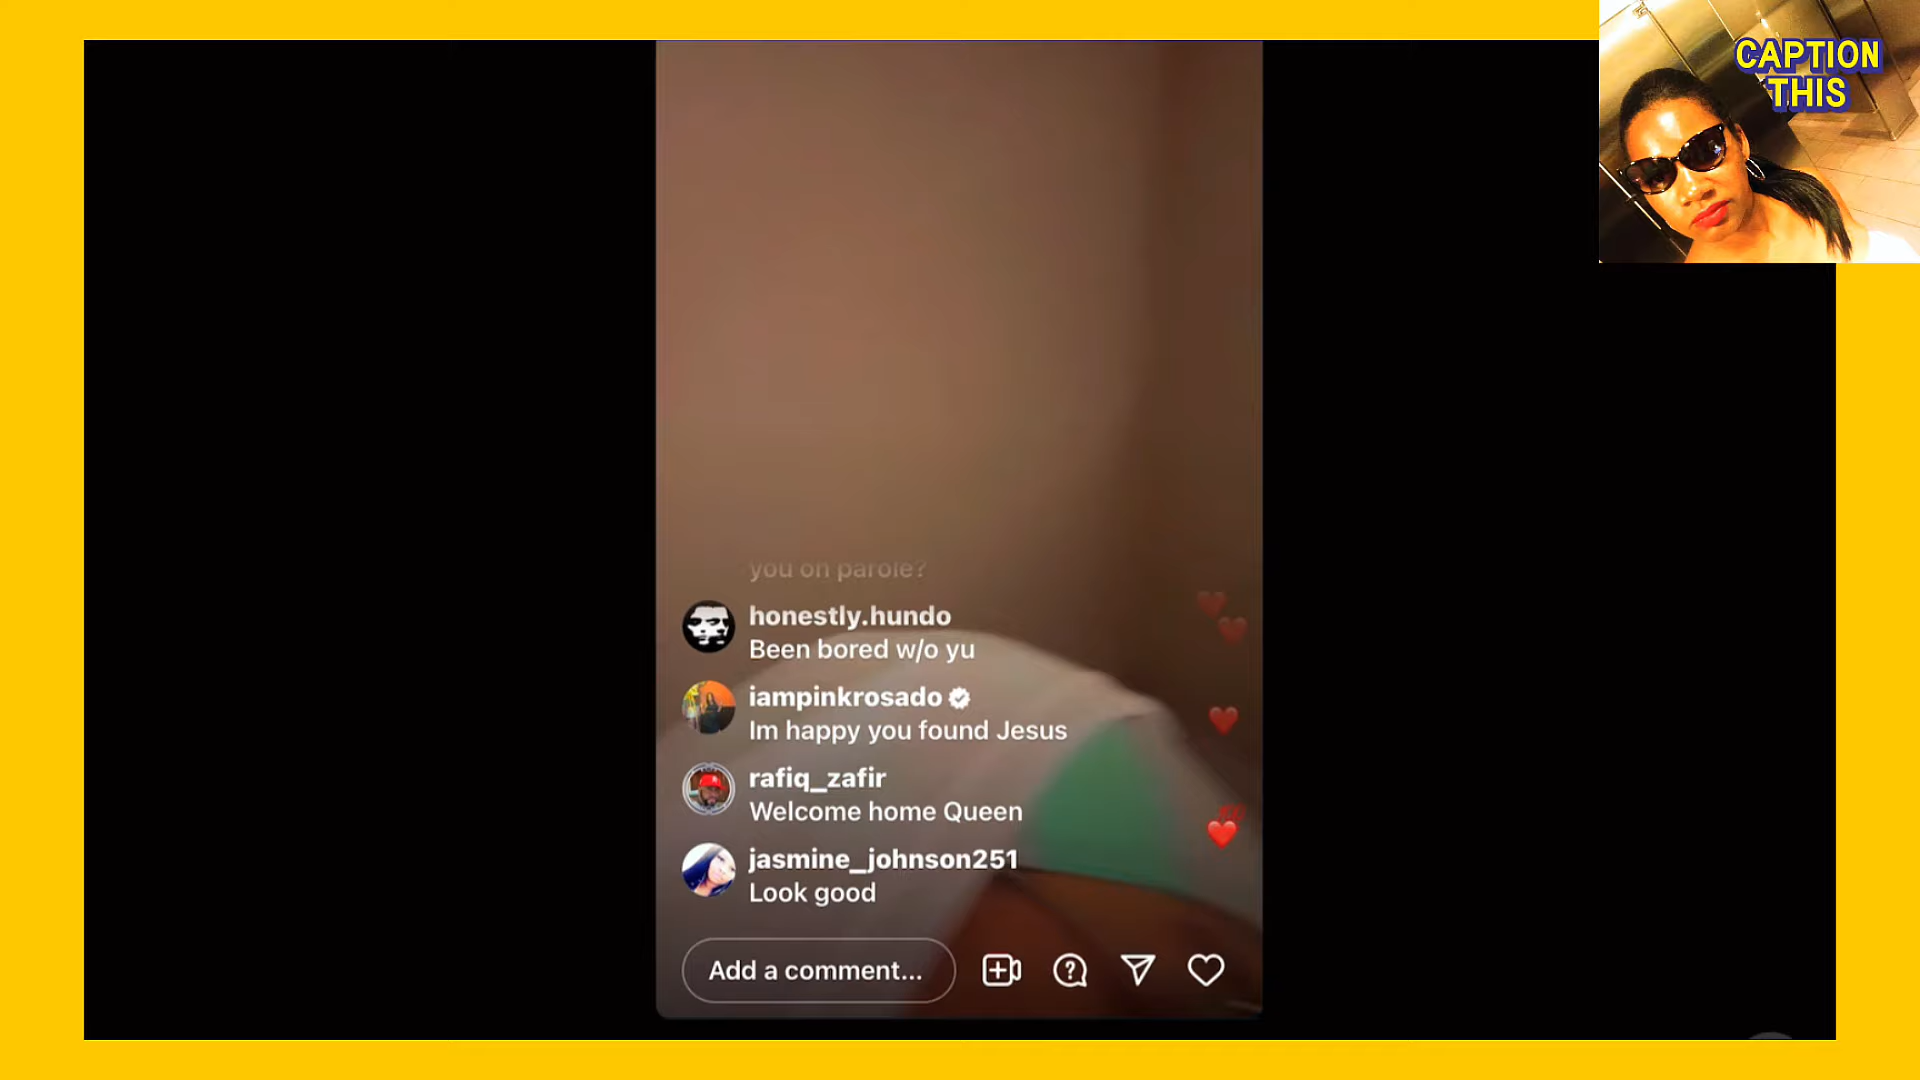 CAPTION
THIS
you on parole?
honestly.hundo
Been bored w/o yu
iampinkrosado
Im happy you found Jesus
rafiq_zafir
Welcome home Queen
jasmine_johnson251
Look good
Add a comment...